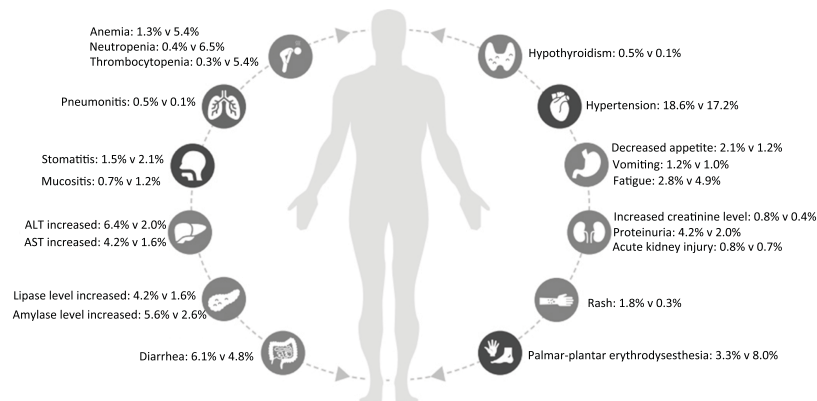 Anemia: 1.3% v 5.4%
Neutropenia: 0.4% v 6.5%
Thrombocytopenia: 0.3% v 5.4%
Pneumonitis: 0.5% v 0.1%
Stomatitis: 1.5% v 2.1%
Mucositis: 0.7% v 1.2%
ALT increased: 6.4% v 2.0%
AST increased: 4.2% v 1.6%
Lipase level increased: 4.2% v 1.6%
Amylase level increased: 5.6% v 2.6%
Diarrhea: 6.1% v 4.8%
Hypothyroidism: 0.5% v 0.1%
Hypertension: 18.6% v 17.2%
Decreased appetite: 2.1% v 1.2%
Vomiting: 1.2% v 1.0%
Fatigue: 2.8% v 4.9%
Increased creatinine level: 0.8% v 0.4%
Proteinuria: 4.2% v 2.0%
Acute kidney injury: 0.8% v 0.7%
Rash: 1.8% v 0.3%
Palmar-plantar erythrodysesthesia: 3.3% v 8.0%